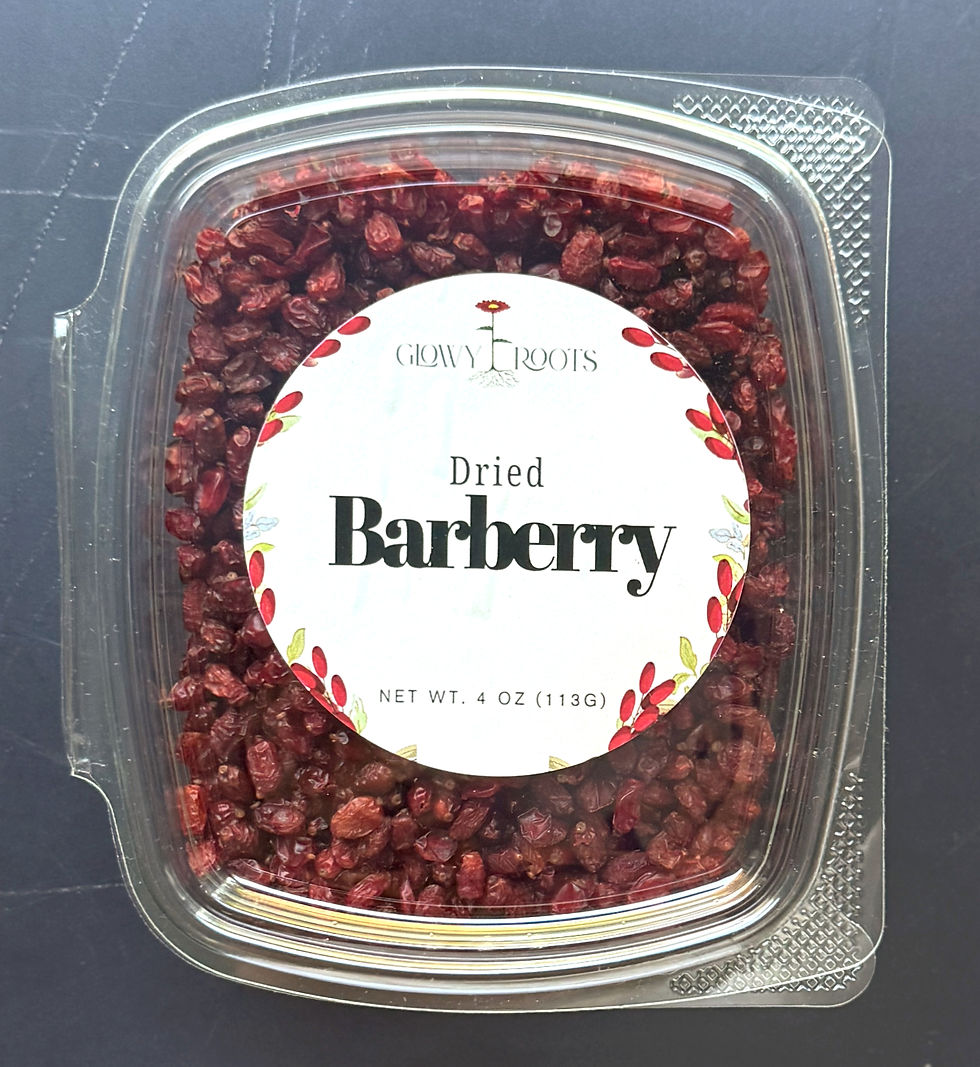 GLOWY ROOTS
Dried
Barberry
NET WT. 4 OZ (113G)